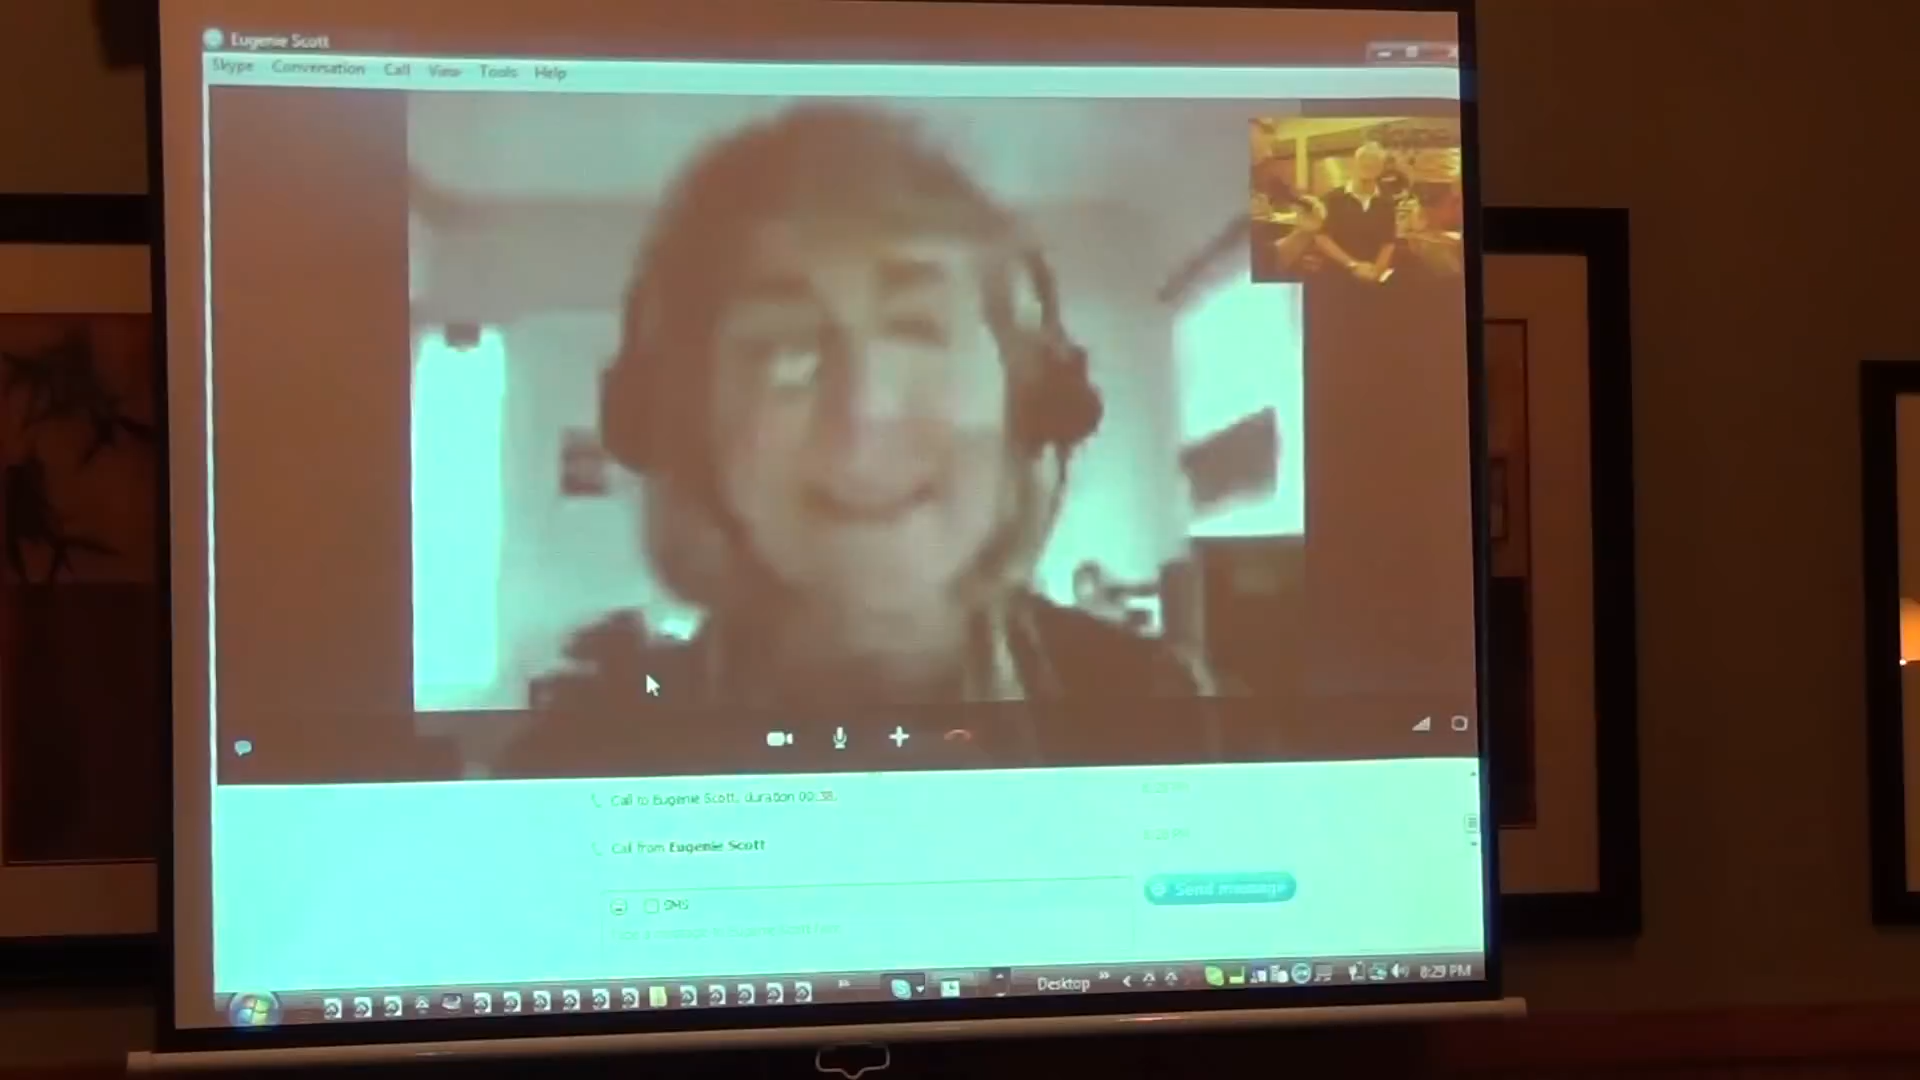 Eugenie Scott
Skype Conversation Call View Tools Help
Call to Eugenie Scott, duration 00:38.
Call from Eugenie Scott
Send message
SMS
Desktop
8:29 PM